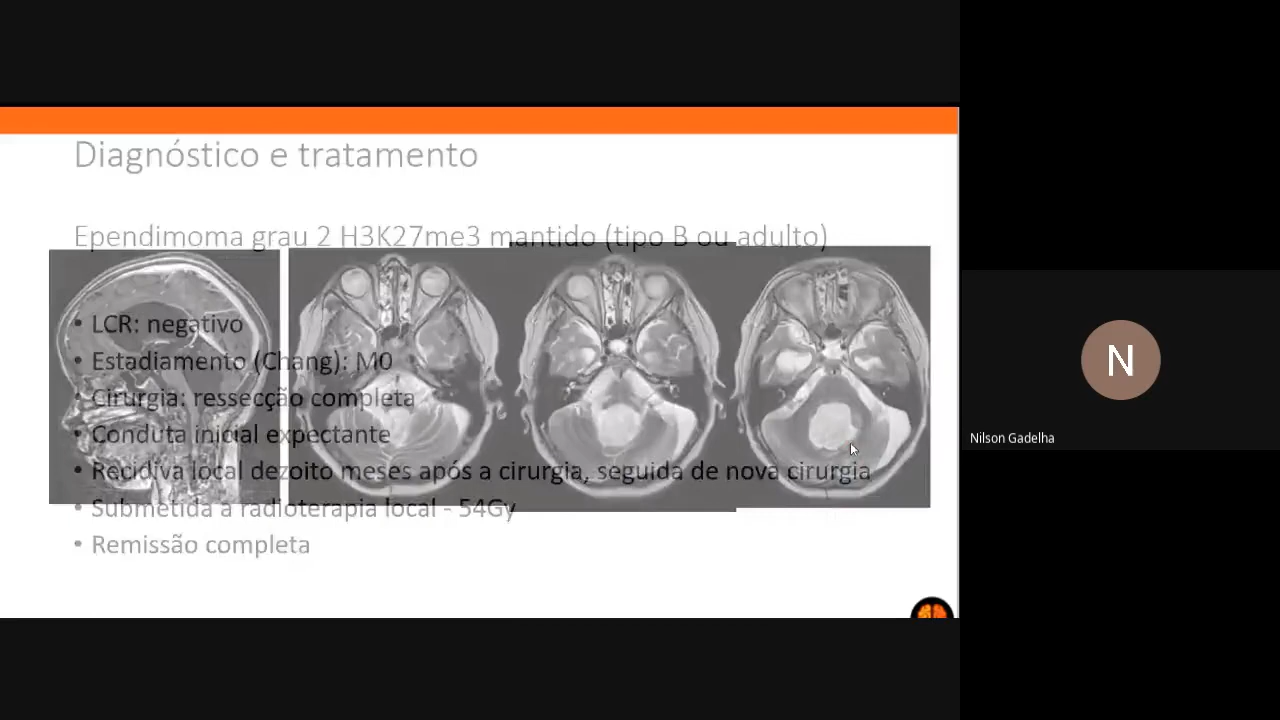 Diagnóstico e tratamento
Ependimoma grau 2 H3K27me3 mantido (tipo B ou adulto)
• LCR: negativo
• Estadiamento (Chang): M0
• Cirurgia: ressecção completa
• Conduta inicial expectante
• Recidiva local dezoito meses após a cirurgia, seguida de nova cirurgia
• Submetida a radioterapia local - 54Gy
• Remissão completa
N
Nilson Gadelha